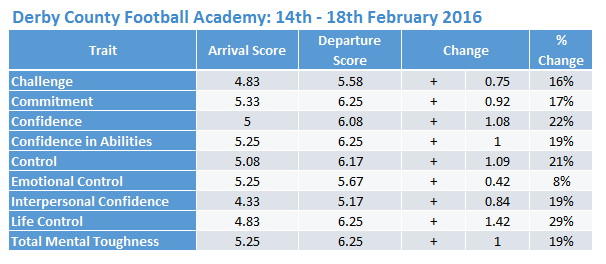 Derby County Football Academy: 14th - 18th February 2016
Trait Arrival Score Departure Score Change % Change
Challenge 4.83 5.58 + 0.75 16%
Commitment 5.33 6.25 + 0.92 17%
Confidence 5 6.08 + 1.08 22%
Confidence in Abilities 5.25 6.25 + 1 19%
Control 5.08 6.17 + 1.09 21%
Emotional Control 5.25 5.67 + 0.42 8%
Interpersonal Confidence 4.33 5.17 + 0.84 19%
Life Control 4.83 6.25 + 1.42 29%
Total Mental Toughness 5.25 6.25 + 1 19%